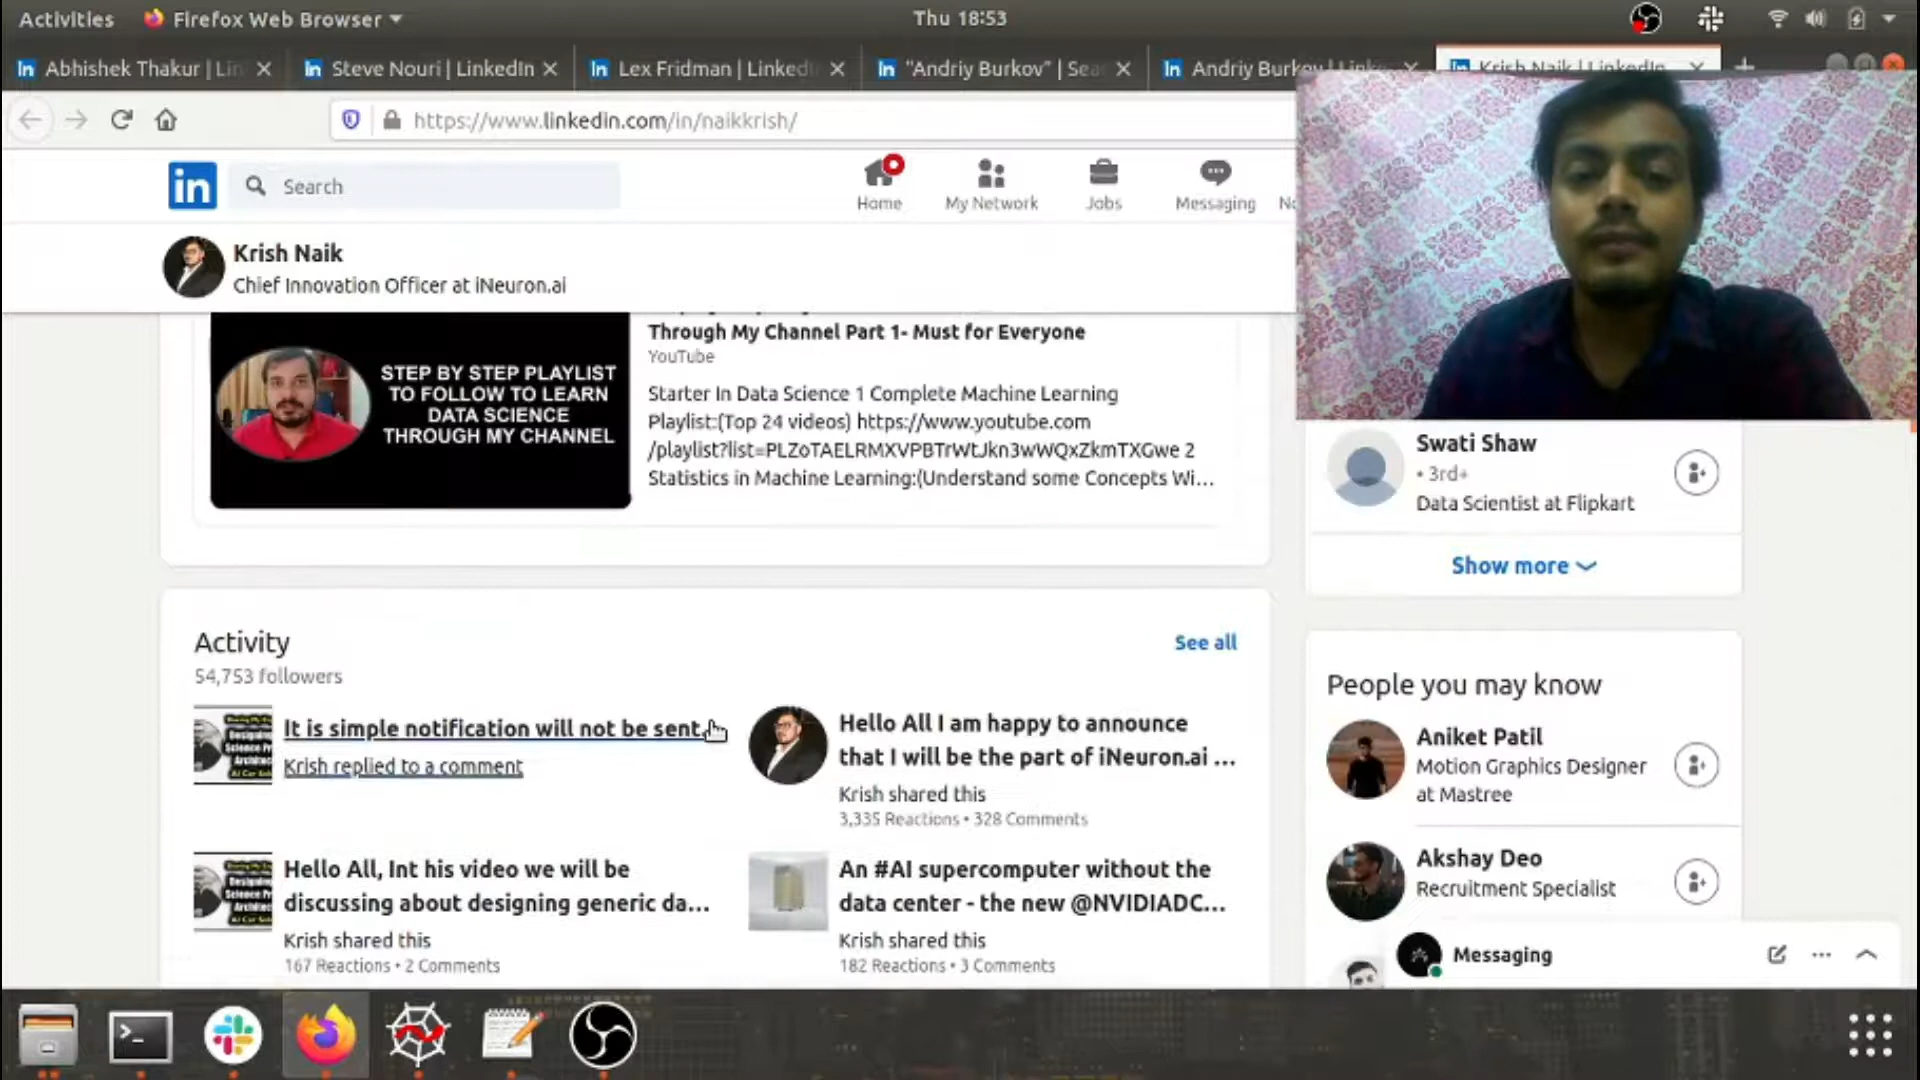 Activities Firefox Web Browser Thu 18:53
Abhishek Thakur | Lin
Steve Nouri | LinkedIn
Lex Fridman | Linked
"Andriy Burkov" | Sea
Andriy Burkov | Link
Krish Naik | LinkedIn
https://www.linkedin.com/in/naikkrish/
in
Search
Home
My Network
Jobs
Messaging
Krish Naik
Chief Innovation Officer at iNeuron.ai
STEP BY STEP PLAYLIST
TO FOLLOW TO LEARN
DATA SCIENCE
THROUGH MY CHANNEL
Through My Channel Part 1- Must for Everyone
YouTube
Starter In Data Science 1 Complete Machine Learning
Playlist:(Top 24 videos) https://www.youtube.com
/playlist?list=PLZoTAELRMXVPBTrWtJkn3wWQxZkmTXGwe 2
Statistics in Machine Learning:(Understand some Concepts Wi...
Swati Shaw
• 3rd+
Data Scientist at Flipkart
Show more
Activity
See all
54,753 followers
It is simple notification will not be sent.
Krish replied to a comment
Hello All I am happy to announce
that I will be the part of iNeuron.ai ...
Krish shared this
3,335 Reactions • 328 Comments
Hello All, Int his video we will be
discussing about designing generic da...
Krish shared this
167 Reactions • 2 Comments
An #AI supercomputer without the
data center - the new @NVIDIADC...
Krish shared this
182 Reactions • 3 Comments
People you may know
Aniket Patil
Motion Graphics Designer
at Mastree
Akshay Deo
Recruitment Specialist
Messaging